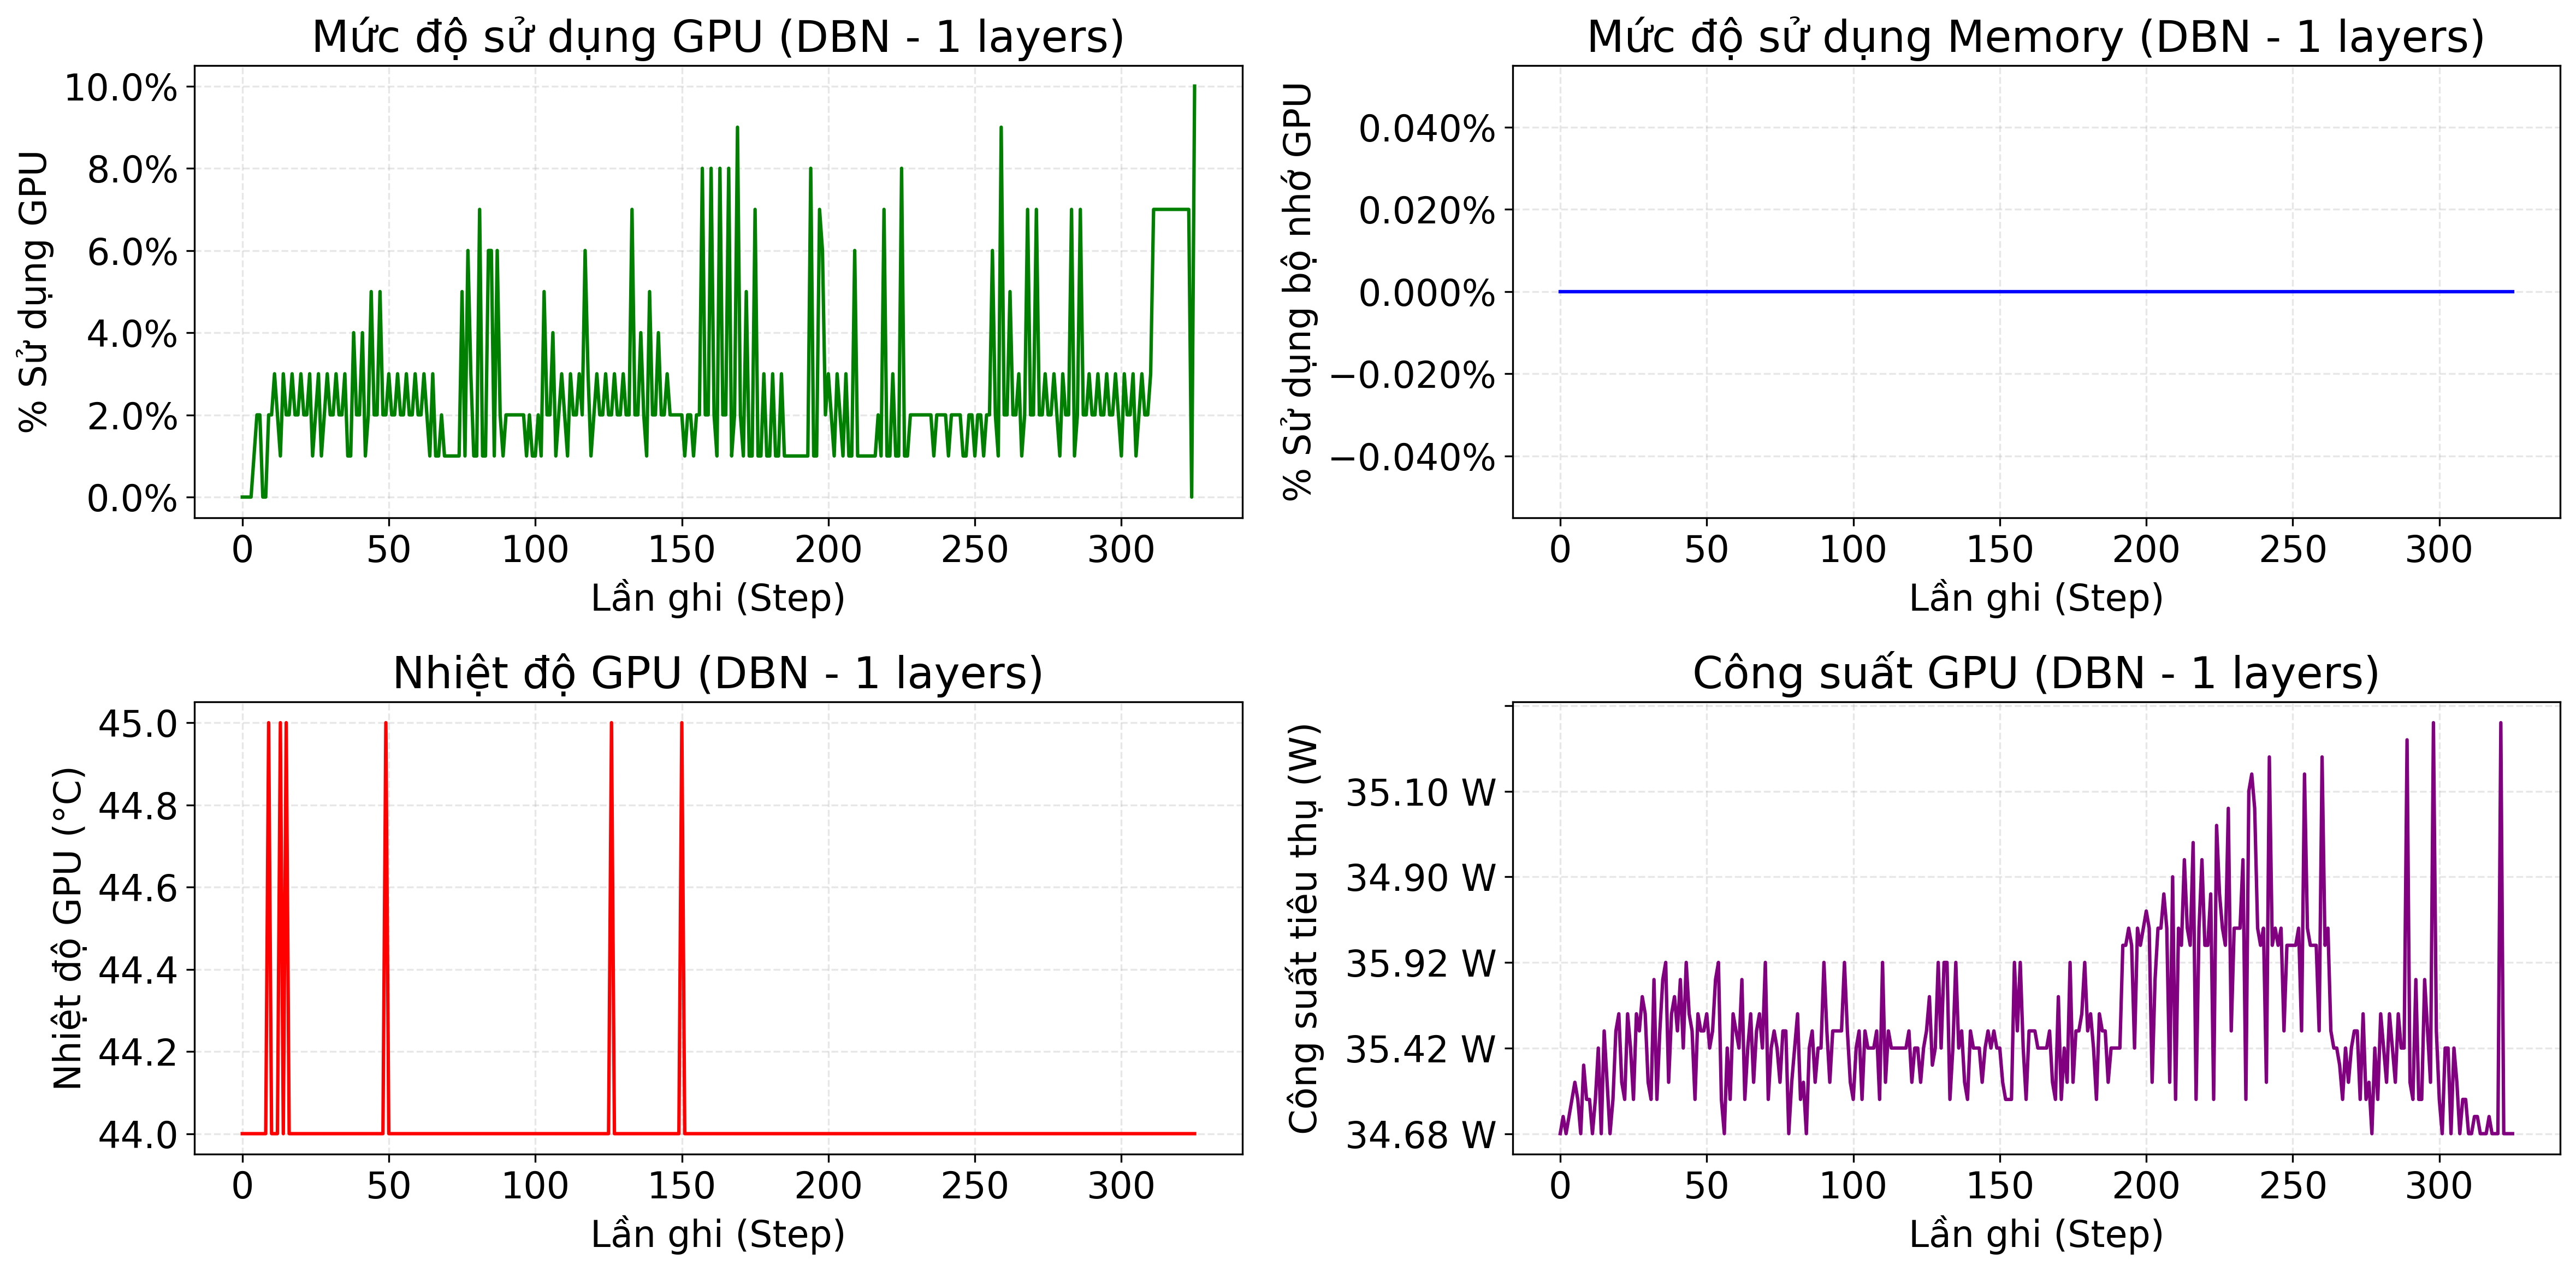 Mức độ sử dụng GPU (DBN - 1 layers)
% Sử dụng GPU
10.0%
8.0%
6.0%
4.0%
2.0%
0.0%
0 50 100 150 200 250 300
Lần ghi (Step)
Mức độ sử dụng Memory (DBN - 1 layers)
% Sử dụng bộ nhớ GPU
0.040%
0.020%
0.000%
−0.020%
−0.040%
0 50 100 150 200 250 300
Lần ghi (Step)
Nhiệt độ GPU (DBN - 1 layers)
Nhiệt độ GPU (°C)
45.0
44.8
44.6
44.4
44.2
44.0
0 50 100 150 200 250 300
Lần ghi (Step)
Công suất GPU (DBN - 1 layers)
Công suất tiêu thụ (W)
35.10 W
34.90 W
35.92 W
35.42 W
34.68 W
0 50 100 150 200 250 300
Lần ghi (Step)